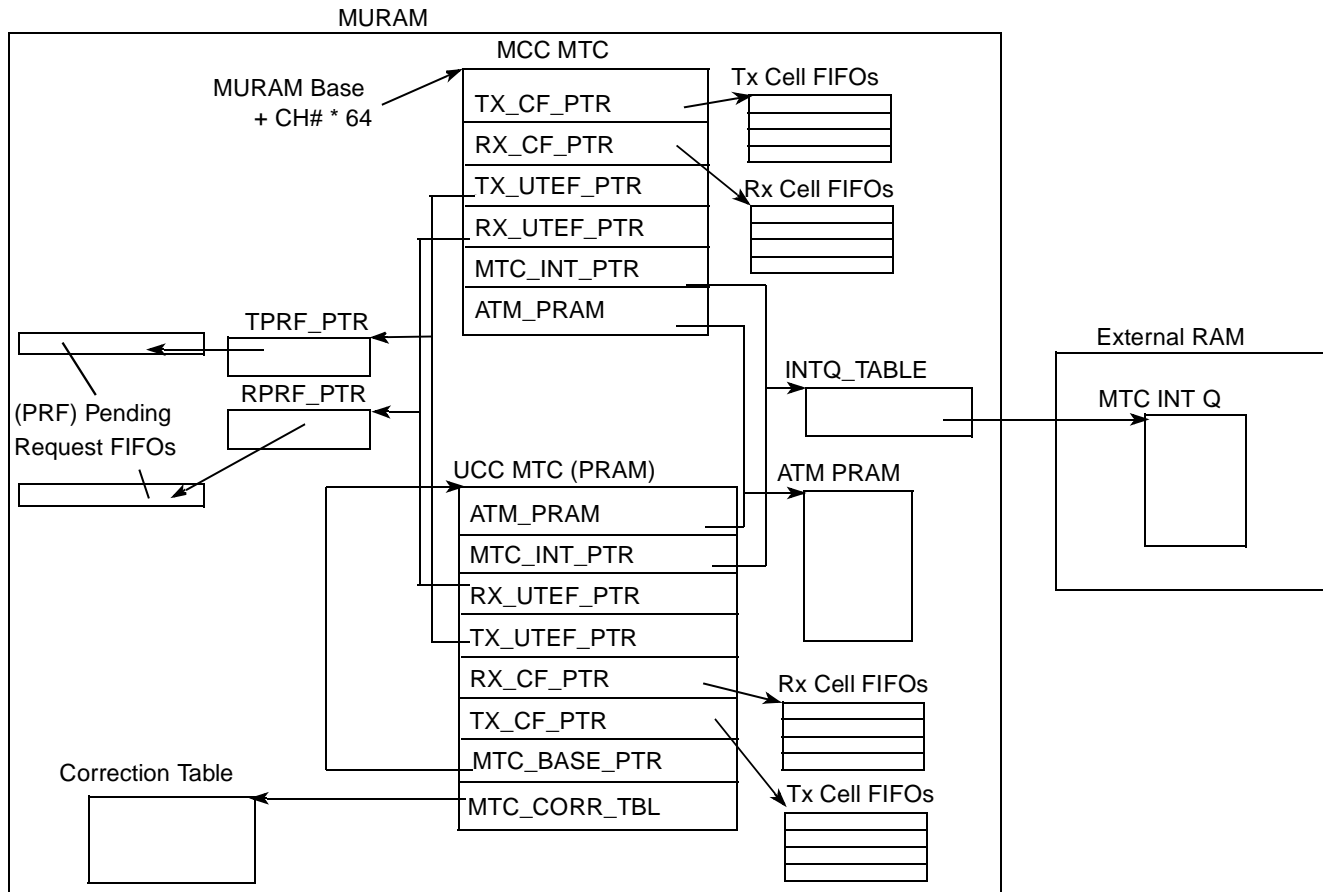 MURAM
MCC MTC
MURAM Base
+ CH# * 64
TX_CF_PTR
RX_CF_PTR
TX_UTEF_PTR
RX_UTEF_PTR
MTC_INT_PTR
ATM_PRAM
Tx Cell FIFOs
Rx Cell FIFOs
TPRF_PTR
RPRF_PTR
(PRF) Pending
Request FIFOs
INTQ_TABLE
External RAM
MTC INT Q
UCC MTC (PRAM)
ATM_PRAM
MTC_INT_PTR
RX_UTEF_PTR
TX_UTEF_PTR
RX_CF_PTR
TX_CF_PTR
MTC_BASE_PTR
MTC_CORR_TBL
ATM PRAM
Rx Cell FIFOs
Tx Cell FIFOs
Correction Table